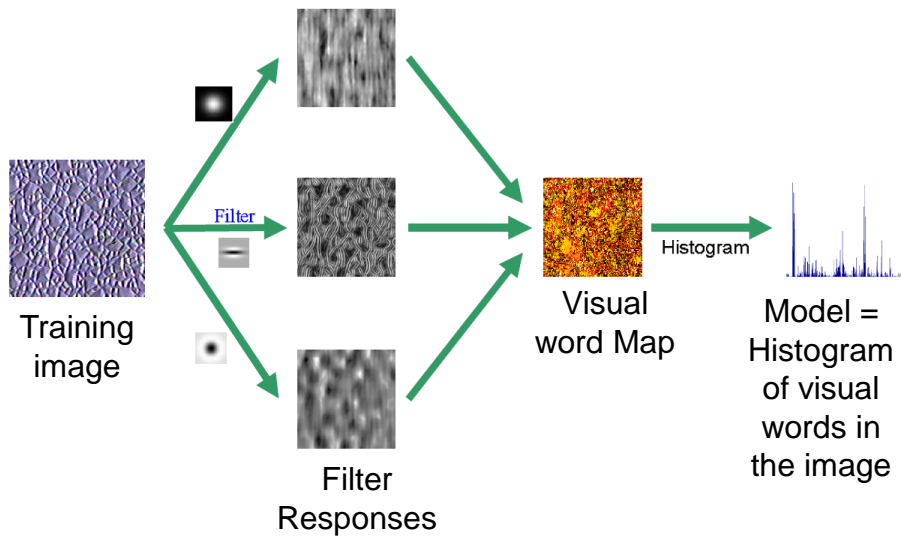 Filter
Training
image
Filter
Responses
Visual
word Map
Histogram
Model =
Histogram
of visual
words in
the image